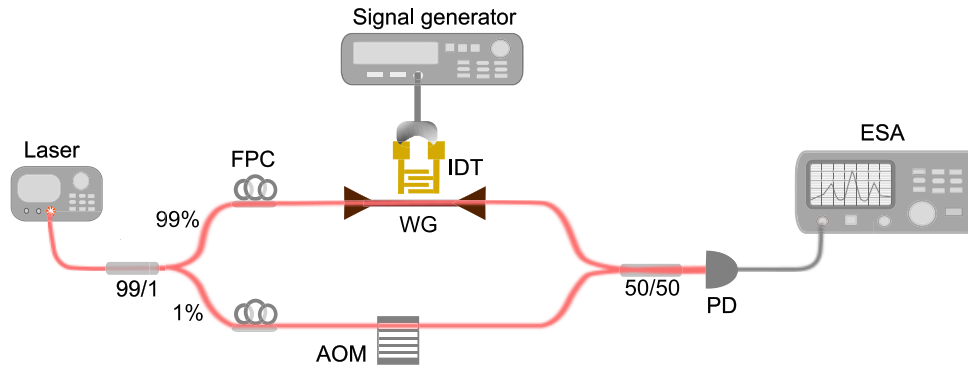 Signal generator
Laser
FPC
IDT
ESA
99%
WG
99/1
1%
50/50
PD
AOM